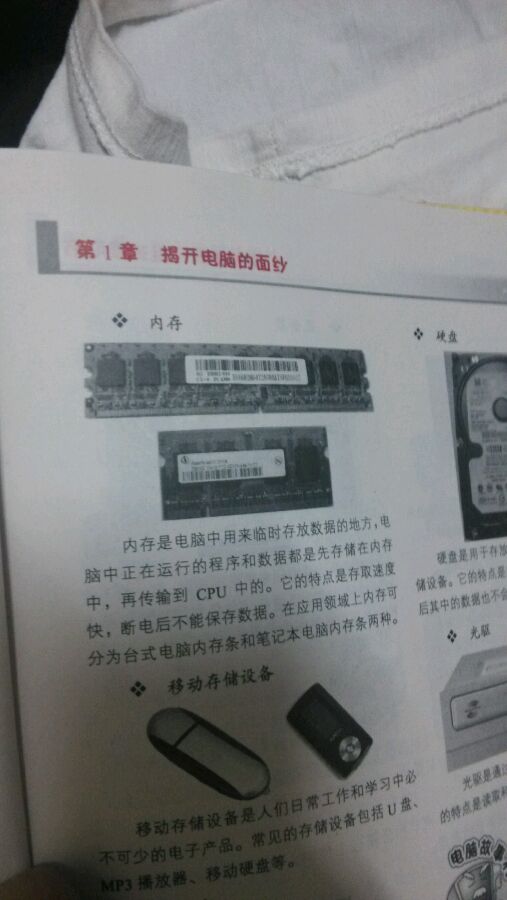 第1章 揭开电脑的面纱
❖ 内存
内存是电脑中用来临时存放数据的地方，电
脑中正在运行的程序和数据都是先存储在内存
中，再传输到 CPU 中的。它的特点是存取速度
快，断电后不能保存数据。在应用领域上内存可
分为台式电脑内存条和笔记本电脑内存条两种。
❖ 移动存储设备
移动存储设备是人们日常工作和学习中必
不可少的电子产品。常见的存储设备包括 U 盘、
MP3 播放器、移动硬盘等。
❖ 硬盘
硬盘是用于存放
储设备。它的特点是
后其中的数据也不会
❖ 光驱
光驱是通过
的特点是读取
电脑故事